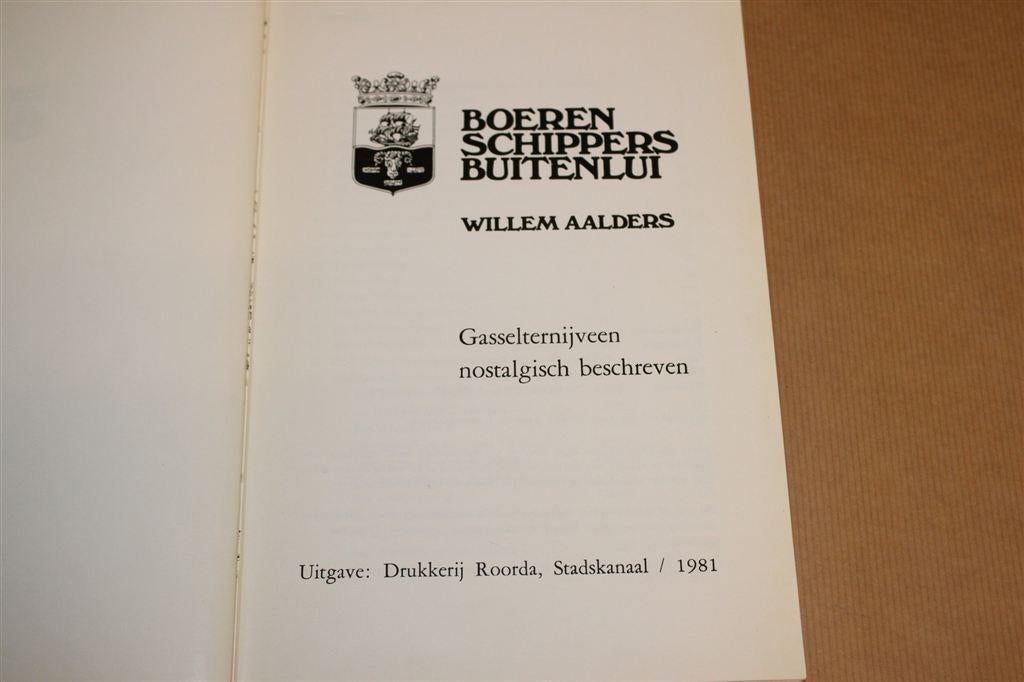 BOEREN
SCHIPPERS
BUITENLUI
WILLEM AALDERS
Gasselternijveen
nostalgisch beschreven
Uitgave: Drukkerij Roorda, Stadskanaal / 1981